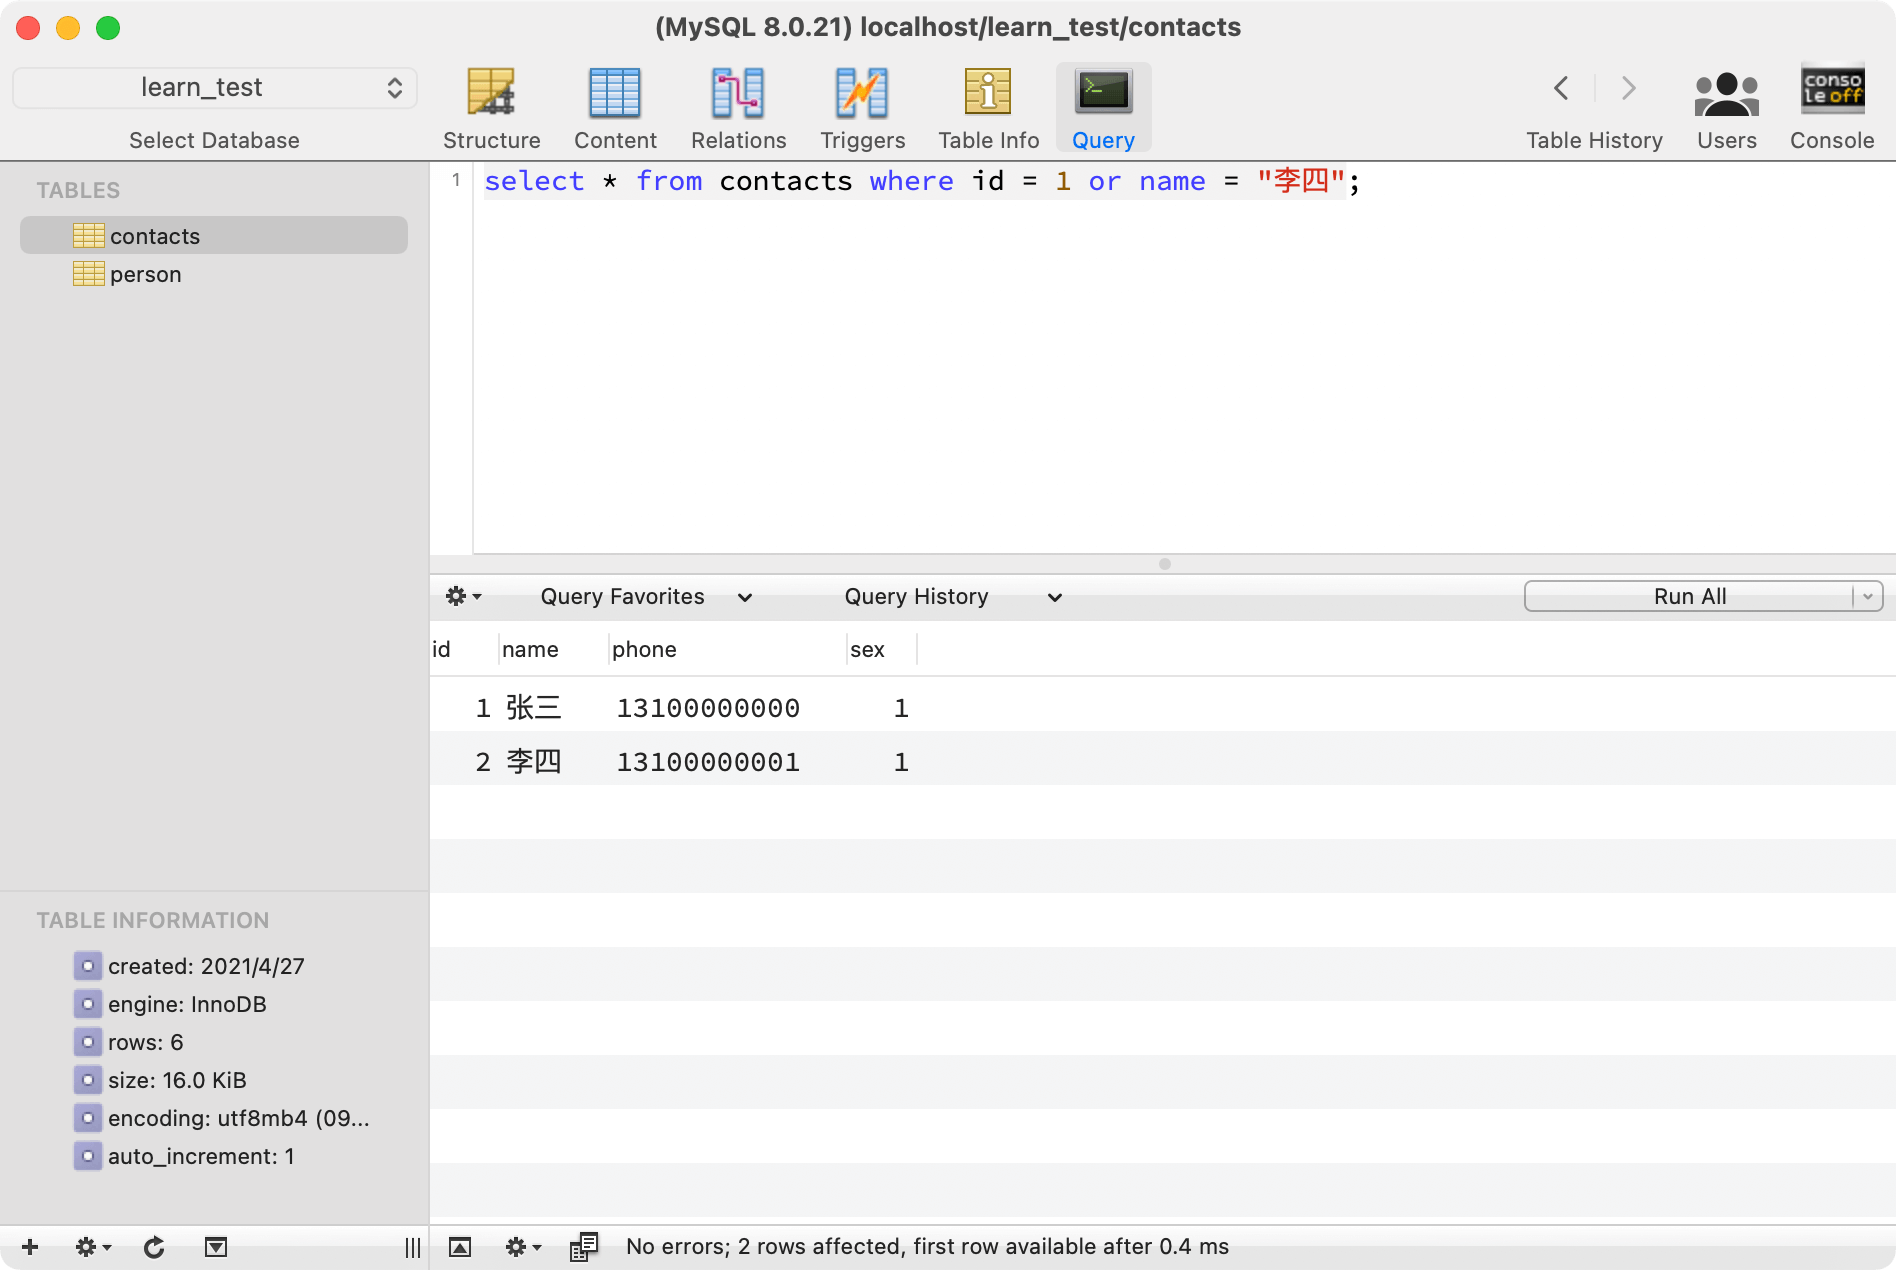 (MySQL 8.0.21) localhost/learn_test/contacts
learn_test
Select Database
Structure
Content
Relations
Triggers
Table Info
Query
Table History
Users
conso
le off
Console
TABLES
contacts
person
1
select * from contacts where id = 1 or name = "李四";
Query Favorites
Query History
Run All
id name phone sex
1 张三 13100000000 1
2 李四 13100000001 1
TABLE INFORMATION
created: 2021/4/27
engine: InnoDB
rows: 6
size: 16.0 KiB
encoding: utf8mb4 (09...
auto_increment: 1
No errors; 2 rows affected, first row available after 0.4 ms